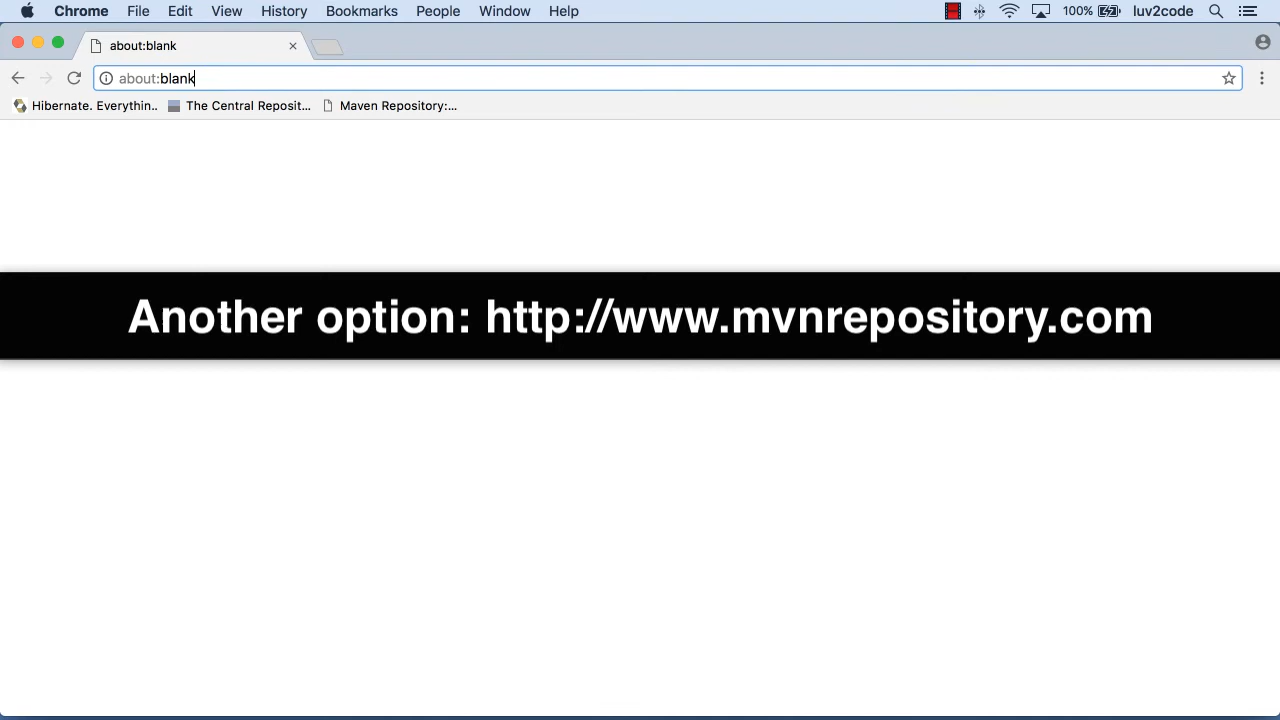 Chrome File Edit View History Bookmarks People Window Help 100% luv2code
about:blank
about:blank
Hibernate. Everythin.. The Central Reposit... Maven Repository:...
Another option: http://www.mvnrepository.com